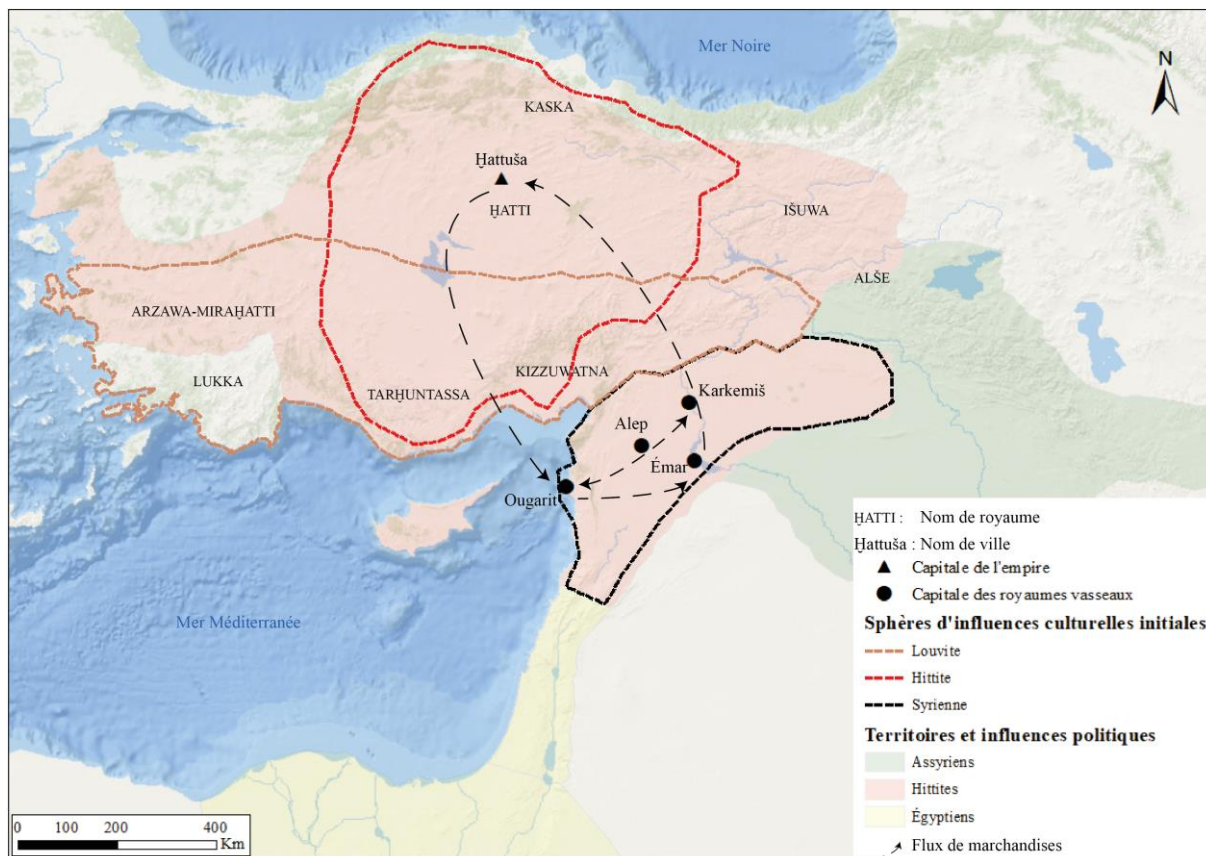 Mer Noire
N
KASKA
Ḫattuša
ḪATTI
IŠUWA
ALŠE
ARZAWA-MIRAḪATTI
LUKKA
TARḪUNTASSA
KIZZUWATNA
Karkemiš
Alep
Émar
Ougarit
Mer Méditerranée
ḪATTI : Nom de royaume
Ḫattuša : Nom de ville
Capitale de l'empire
Capitale des royaumes vasseaux
Sphères d'influences culturelles initiales
Louvite
Hittite
Syrienne
Territoires et influences politiques
Assyriens
Hittites
Égyptiens
Flux de marchandises
0 100 200 400
Km